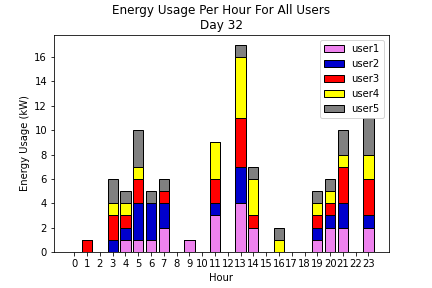 Energy Usage Per Hour For All Users
Day 32
Energy Usage (kW)
16
14
12
10
8
6
4
2
0
user1
user2
user3
user4
user5
0 1 2 3 4 5 6 7 8 9 10 11 12 13 14 15 16 17 18 19 20 21 22 23
Hour